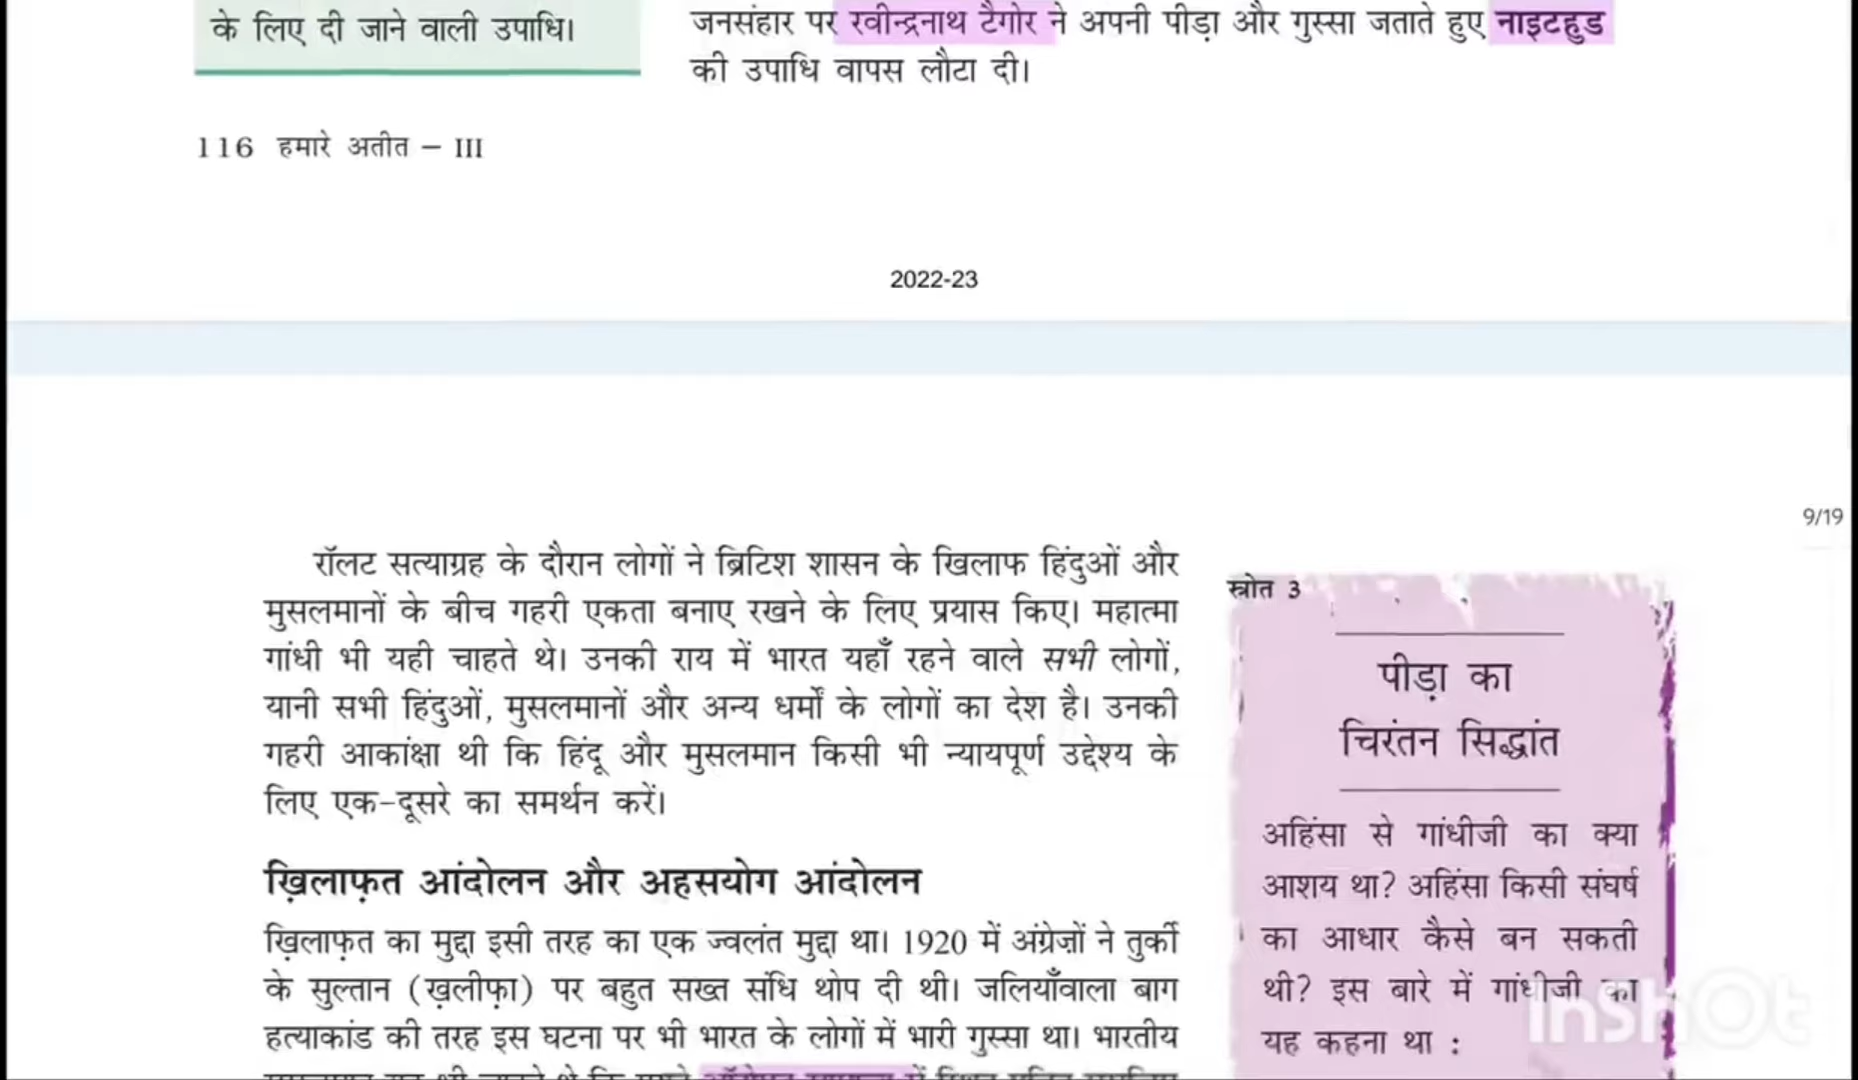 के लिए दी जाने वाली उपाधि।
जनसंहार पर रवीन्द्रनाथ टैगोर ने अपनी पीड़ा और गुस्सा जताते हुए नाइटहुड
की उपाधि वापस लौटा दी।
116 हमारे अतीत – III
2022-23
9/19
रॉलट सत्याग्रह के दौरान लोगों ने ब्रिटिश शासन के खिलाफ हिंदुओं और
मुसलमानों के बीच गहरी एकता बनाए रखने के लिए प्रयास किए। महात्मा
गांधी भी यही चाहते थे। उनकी राय में भारत यहाँ रहने वाले सभी लोगों,
यानी सभी हिंदुओं, मुसलमानों और अन्य धर्मों के लोगों का देश है। उनकी
गहरी आकांक्षा थी कि हिंदू और मुसलमान किसी भी न्यायपूर्ण उद्देश्य के
लिए एक-दूसरे का समर्थन करें।
ख़िलाफ़त आंदोलन और अहसयोग आंदोलन
ख़िलाफ़त का मुद्दा इसी तरह का एक ज्वलंत मुद्दा था। 1920 में अंग्रेज़ों ने तुर्की
के सुल्तान (ख़लीफ़ा) पर बहुत सख्त संधि थोप दी थी। जलियाँवाला बाग
हत्याकांड की तरह इस घटना पर भी भारत के लोगों में भारी गुस्सा था। भारतीय
स्रोत 3
पीड़ा का
चिरंतन सिद्धांत
अहिंसा से गांधीजी का क्या
आशय था? अहिंसा किसी संघर्ष
का आधार कैसे बन सकती
थी? इस बारे में गांधीजी का
यह कहना था :
InShOt